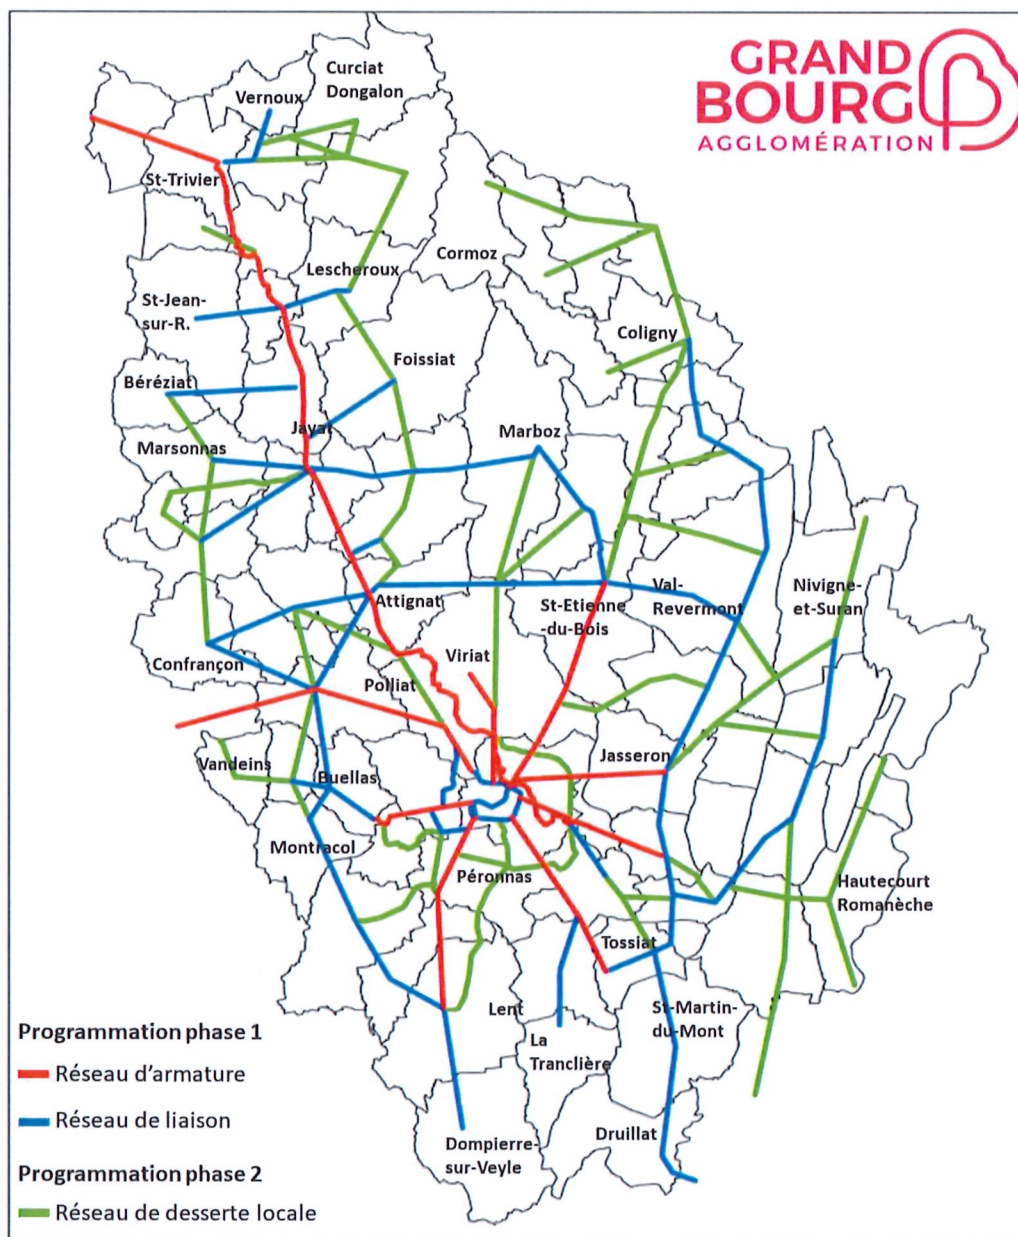 GRAND
BOURG
AGGLOMÉRATION
Curciat
Dongalon
Vernoux
St-Trivier
Cormoz
Lescheroux
St-Jean-
sur-R.
Coligny
Foissiat
Béréziat
Jayat
Marboz
Marsonnas
Val-
Revermont
Nivigne-
et-Suran
Attignat
St-Etienne
-du-Bois
Confrançon
Viriat
Polliat
Vandeins
Buellas
Jasseron
Montracol
Péronnas
Hautecourt
Romanèche
Tossiat
Lent
St-Martin-
du-Mont
La
Tranclière
Druillat
Dompierre-
sur-Veyle
Programmation phase 1
Réseau d'armature
Réseau de liaison
Programmation phase 2
Réseau de desserte locale